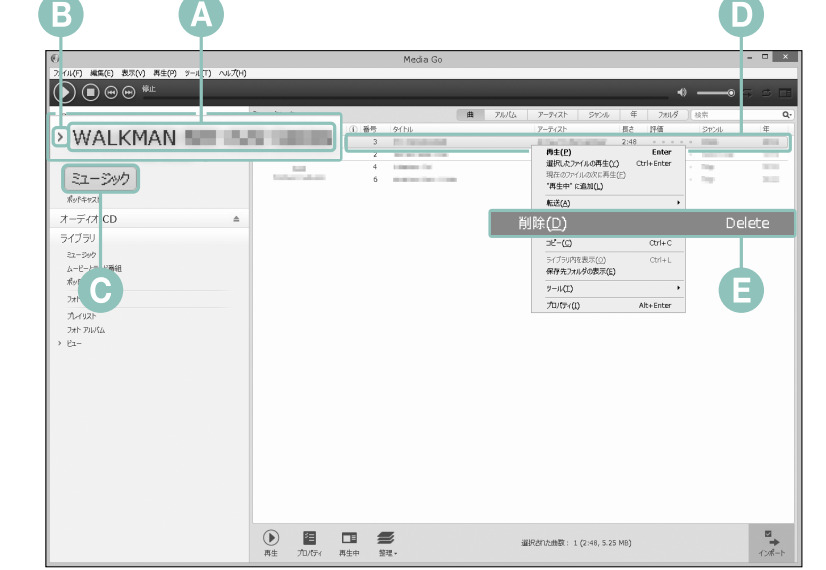 B
A
D
Media Go
ファイル(F) 編集(E) 表示(V) 再生(P) ツール(T) ヘルプ(H)
停止
曲 アルバム アーティスト ジャンル 年 フォルダ 検索
番号 タイトル アーティスト 長さ 評価 ジャンル 年
WALKMAN
3 2:48
2
4
6
ミュージック
ポッドキャスト
オーディオ CD
ライブラリ
ミュージック
ポッ
フォト
プレイリスト
フォト アルバム
ビュー
C
再生(P) Enter
選択したファイルの再生(Y) Ctrl+Enter
現在のファイルの次に再生(E)
"再生中" に追加(L)
転送(A)
削除(D) Delete
コピー(C) Ctrl+C
ライブラリ内を表示(O) Ctrl+L
保存先フォルダの表示(E)
ツール(T)
プロパティ(I) Alt+Enter
E
再生 プロパティ 再生中 整理
選択された曲数： 1 (2:48, 5.25 MB)
インポート